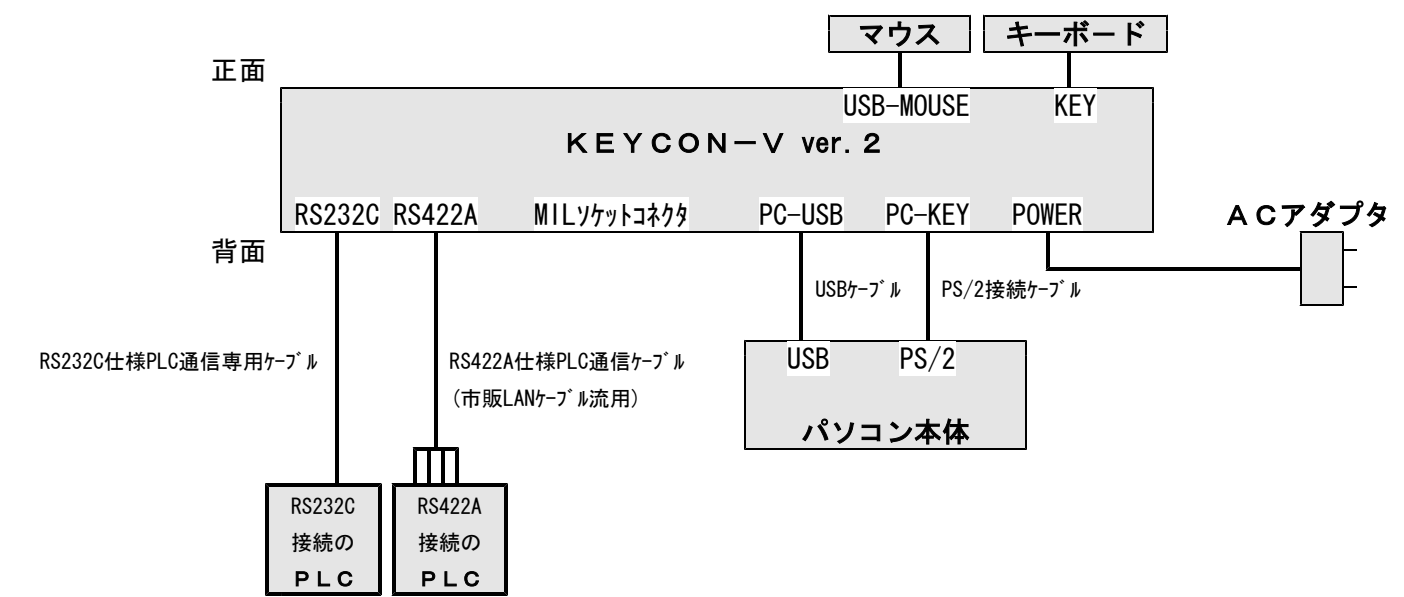 マウス
キーボード
正面
USB-MOUSE
KEY
ＫＥＹＣＯＮ－Ｖ ver.２
RS232C
RS422A
MILｿｹｯﾄｺﾈｸﾀ
PC-USB
PC-KEY
POWER
ＡＣアダプタ
背面
USBｹｰﾌﾞﾙ
PS/2接続ｹｰﾌﾞﾙ
RS232C仕様PLC通信専用ｹｰﾌﾞﾙ
RS422A仕様PLC通信ｹｰﾌﾞﾙ
（市販LANｹｰﾌﾞﾙ流用）
USB
PS/2
パソコン本体
RS232C
接続の
ＰＬＣ
RS422A
接続の
ＰＬＣ